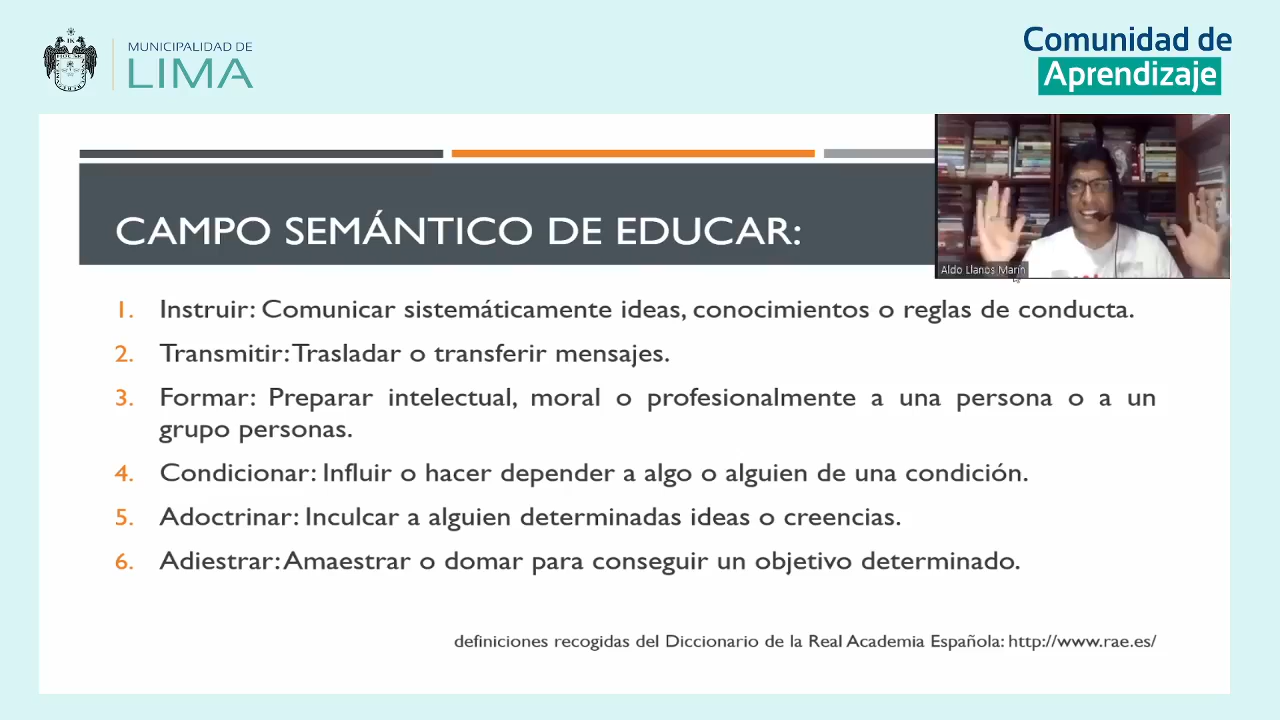 MUNICIPALIDAD DE
LIMA
Comunidad de
Aprendizaje
CAMPO SEMÁNTICO DE EDUCAR:
Aldo Llanos Marín
1. Instruir: Comunicar sistemáticamente ideas, conocimientos o reglas de conducta.
2. Transmitir: Trasladar o transferir mensajes.
3. Formar: Preparar intelectual, moral o profesionalmente a una persona o a un
grupo personas.
4. Condicionar: Influir o hacer depender a algo o alguien de una condición.
5. Adoctrinar: Inculcar a alguien determinadas ideas o creencias.
6. Adiestrar: Amaestrar o domar para conseguir un objetivo determinado.
definiciones recogidas del Diccionario de la Real Academia Española: http://www.rae.es/